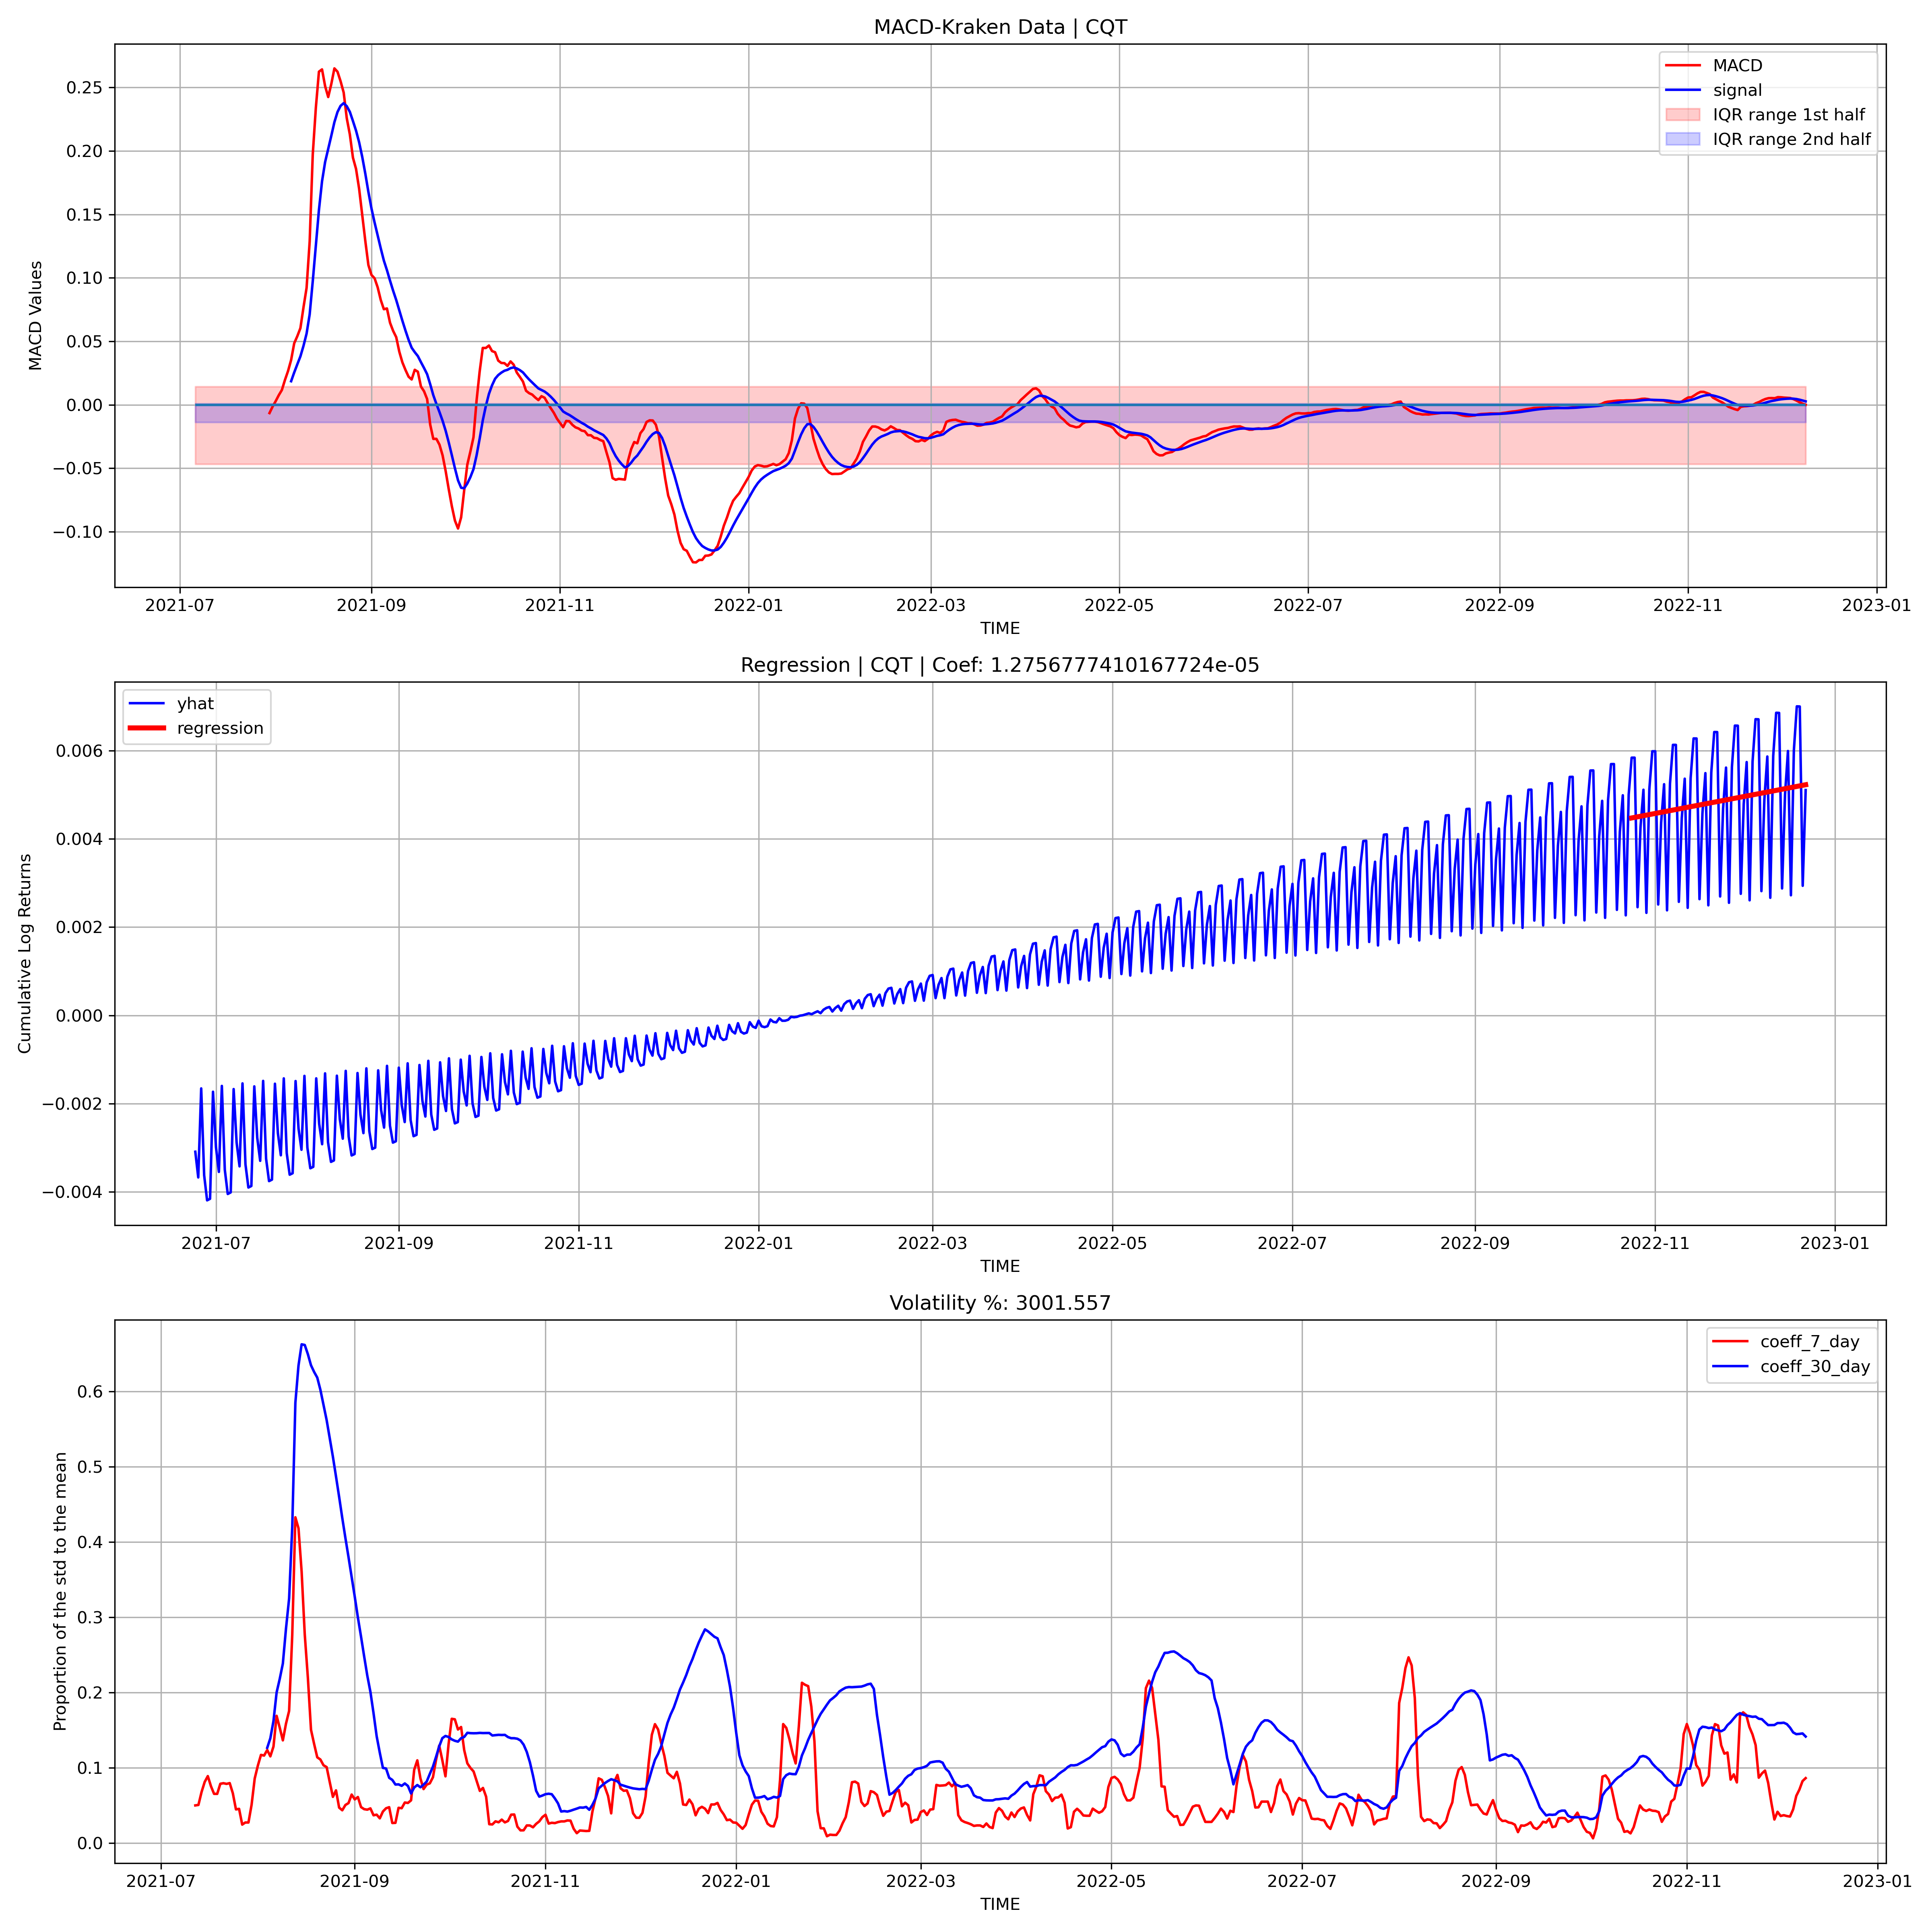 MACD-Kraken Data | CQT
MACD Values
0.25
0.20
0.15
0.10
0.05
0.00
−0.05
−0.10
MACD
signal
IQR range 1st half
IQR range 2nd half
2021-07 2021-09 2021-11 2022-01 2022-03 2022-05 2022-07 2022-09 2022-11 2023-01
TIME
Regression | CQT | Coef: 1.2756777410167724e-05
Cumulative Log Returns
yhat
regression
0.006
0.004
0.002
0.000
−0.002
−0.004
2021-07 2021-09 2021-11 2022-01 2022-03 2022-05 2022-07 2022-09 2022-11 2023-01
TIME
Volatility %: 3001.557
Proportion of the std to the mean
coeff_7_day
coeff_30_day
0.6
0.5
0.4
0.3
0.2
0.1
0.0
2021-07 2021-09 2021-11 2022-01 2022-03 2022-05 2022-07 2022-09 2022-11 2023-01
TIME